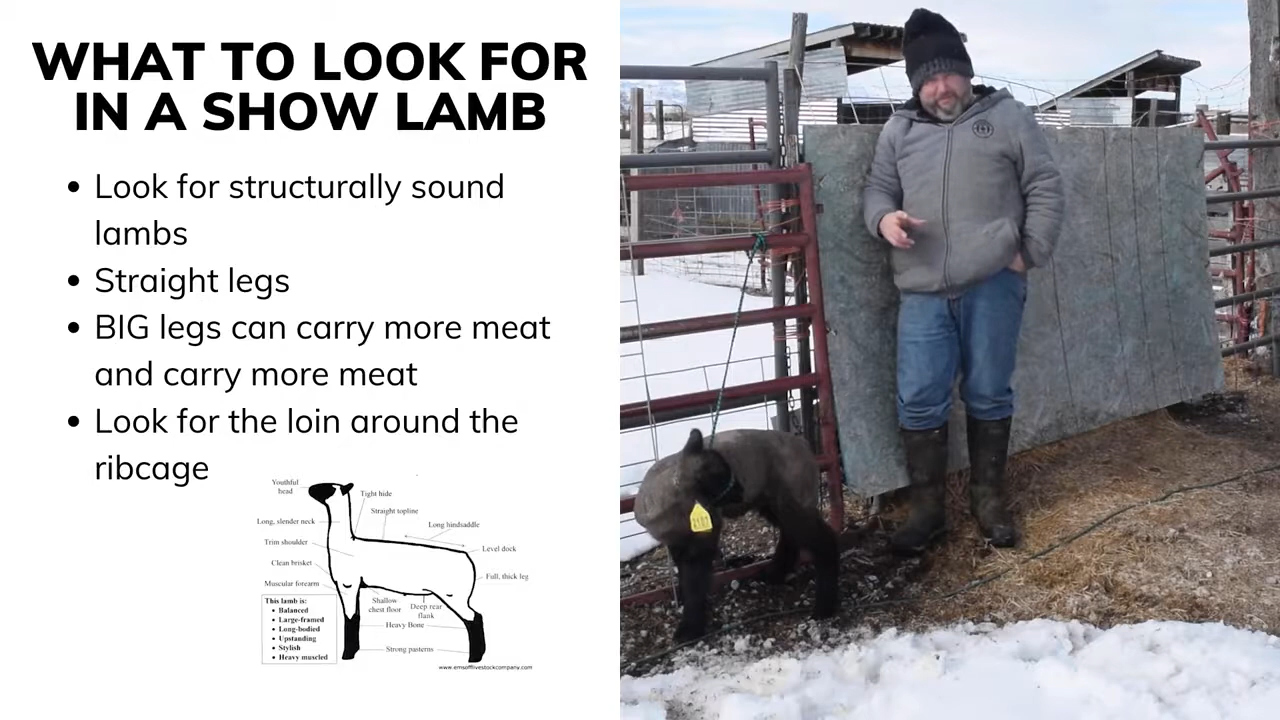 WHAT TO LOOK FOR
IN A SHOW LAMB
• Look for structurally sound
lambs
• Straight legs
• BIG legs can carry more meat
and carry more meat
• Look for the loin around the
ribcage
Youthful
head
Tight hide
Straight topline
Long, slender neck
Long hindsaddle
Trim shoulder
Level dock
Clean brisket
Full, thick leg
Muscular forearm
Shallow
chest floor
Deep rear
flank
Heavy Bone
Strong pasterns
This lamb is:
• Balanced
• Large-framed
• Long-bodied
• Upstanding
• Stylish
• Heavy muscled